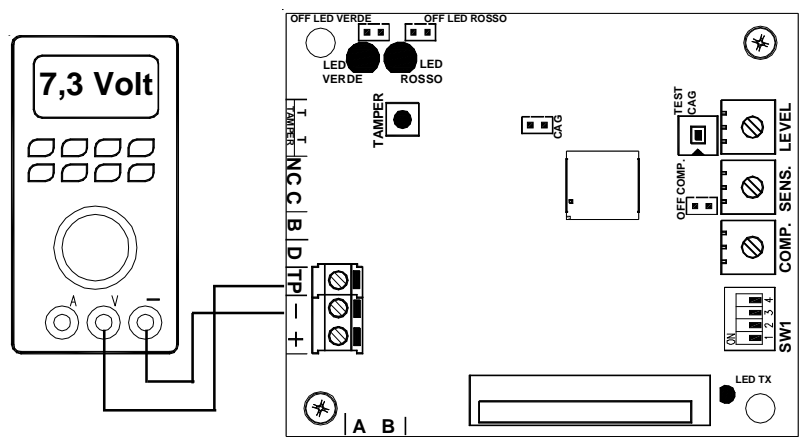 7,3 Volt
A V −
OFF LED VERDE
OFF LED ROSSO
LED
VERDE
LED
ROSSO
TAMPER
T T
TAMPER
NC C B D TP − +
CAG
TEST
CAG
LEVEL
OFF COMP.
SENS.
COMP.
ON
1 2 3 4
SW1
LED TX
A B